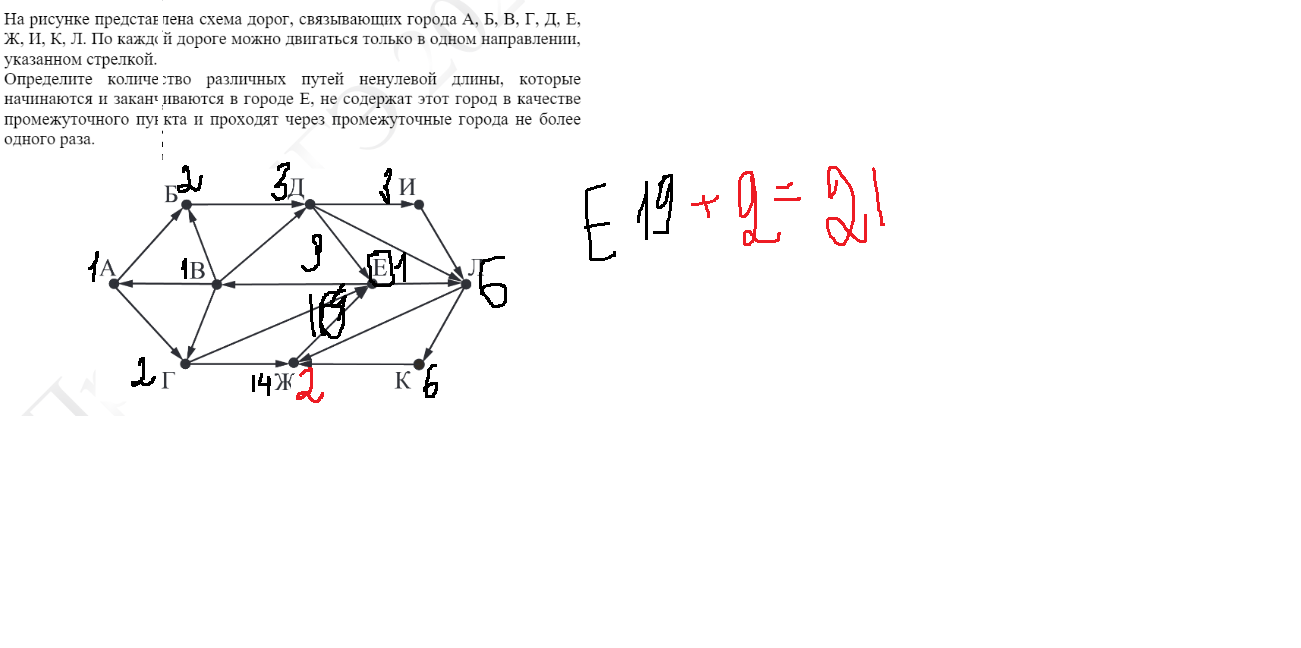 На рисунке представлена схема дорог, связывающих города А, Б, В, Г, Д, Е,
Ж, И, К, Л. По каждой дороге можно двигаться только в одном направлении,
указанном стрелкой.
Определите количество различных путей ненулевой длины, которые
начинаются и заканчиваются в городе Е, не содержат этот город в качестве
промежуточного пункта и проходят через промежуточные города не более
одного раза.
Б 2 3 Д 3 И
Е 19 + 2 = 21
1 А 1 В 3 Е 1 Л 6
2 Г 14 Ж 2 К 6